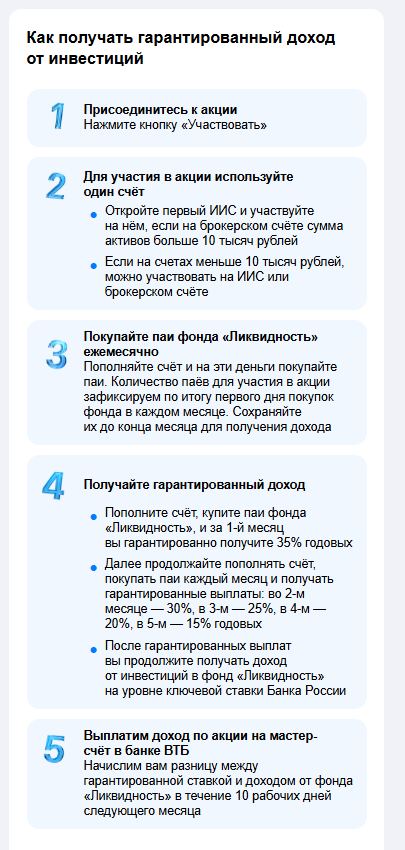 Как получать гарантированный доход
от инвестиций
1
Присоединитесь к акции
Нажмите кнопку «Участвовать»
2
Для участия в акции используйте
один счёт
Откройте первый ИИС и участвуйте
на нём, если на брокерском счёте сумма
активов больше 10 тысяч рублей
Если на счетах меньше 10 тысяч рублей,
можно участвовать на ИИС или
брокерском счёте
3
Покупайте паи фонда «Ликвидность»
ежемесячно
Пополняйте счёт и на эти деньги покупайте
паи. Количество паёв для участия в акции
зафиксируем по итогу первого дня покупок
фонда в каждом месяце. Сохраняйте
их до конца месяца для получения дохода
4
Получайте гарантированный доход
Пополните счёт, купите паи фонда
«Ликвидность», и за 1-й месяц
вы гарантированно получите 35% годовых
Далее продолжайте пополнять счёт,
покупать паи каждый месяц и получать
гарантированные выплаты: во 2-м
месяце — 30%, в 3-м — 25%, в 4-м —
20%, в 5-м — 15% годовых
После гарантированных выплат
вы продолжите получать доход
от инвестиций в фонд «Ликвидность»
на уровне ключевой ставки Банка России
5
Выплатим доход по акции на мастер-
счёт в банке ВТБ
Начислим вам разницу между
гарантированной ставкой и доходом от фонда
«Ликвидность» в течение 10 рабочих дней
следующего месяца